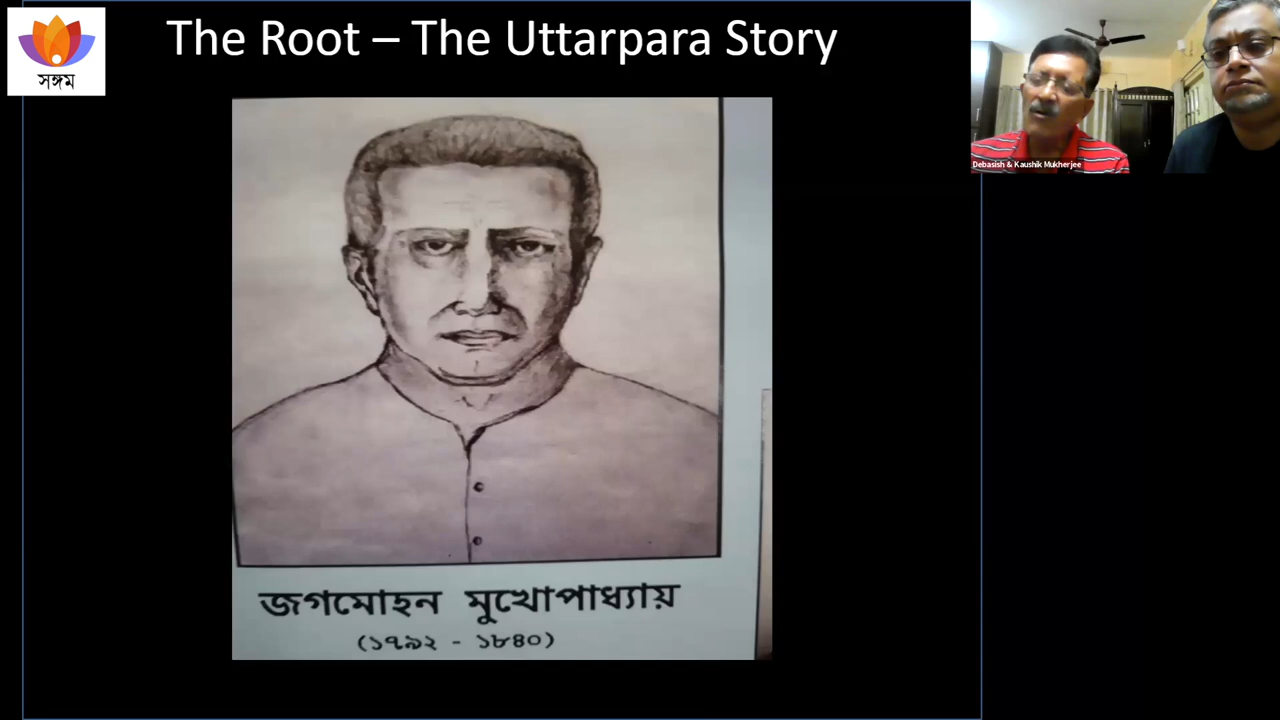 The Root – The Uttarpara Story
সঙ্গম
Debasish & Kaushik Mukherjee
জগমোহন মুখোপাধ্যায়
(১৭৯২ - ১৮৪০)